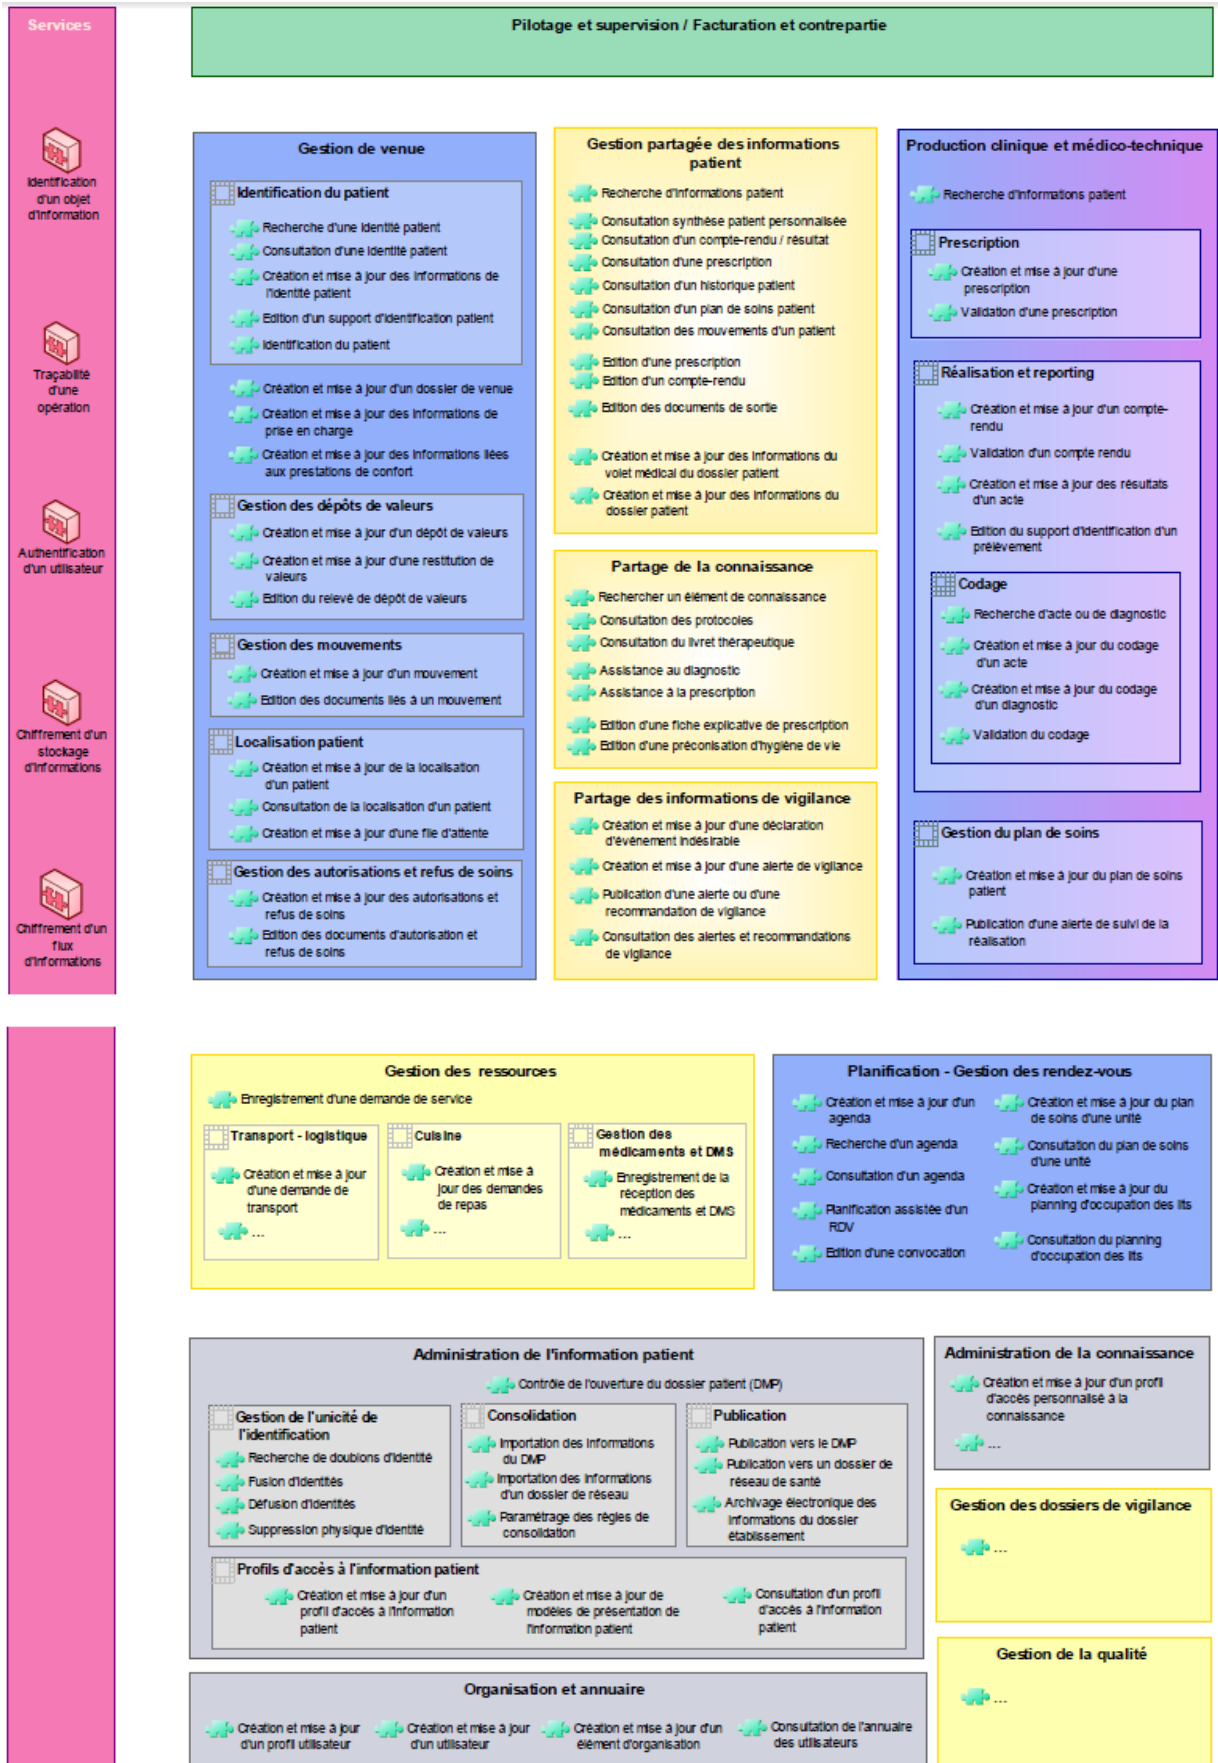 Services
Identification
d'un objet
d'information
Traçabilité
d'une
opération
Authentification
d'un utilisateur
Chiffrement d'un
stockage
d'informations
Chiffrement d'un
flux
d'informations
Pilotage et supervision / Facturation et contrepartie
Gestion de venue
Identification du patient
Recherche d'une identité patient
Consultation d'une identité patient
Création et mise à jour des informations de
l'identité patient
Edition d'un support d'identification patient
Identification du patient
Création et mise à jour d'un dossier de venue
Création et mise à jour des informations de
prise en charge
Création et mise à jour des informations liées
aux prestations de confort
Gestion des dépôts de valeurs
Création et mise à jour d'un dépôt de valeurs
Création et mise à jour d'une restitution de
valeurs
Edition du relevé de dépôt de valeurs
Gestion des mouvements
Création et mise à jour d'un mouvement
Edition des documents liés à un mouvement
Localisation patient
Création et mise à jour de la localisation
d'un patient
Consultation de la localisation d'un patient
Création et mise à jour d'une file d'attente
Gestion des autorisations et refus de soins
Création et mise à jour des autorisations et
refus de soins
Edition des documents d'autorisation et
refus de soins
Gestion partagée des informations
patient
Recherche d'informations patient
Consultation synthèse patient personnalisée
Consultation d'un compte-rendu / résultat
Consultation d'une prescription
Consultation d'un historique patient
Consultation d'un plan de soins patient
Consultation des mouvements d'un patient
Edition d'une prescription
Edition d'un compte-rendu
Edition des documents de sortie
Création et mise à jour des informations du
volet médical du dossier patient
Création et mise à jour des informations du
dossier patient
Partage de la connaissance
Rechercher un élément de connaissance
Consultation des protocoles
Consultation du livret thérapeutique
Assistance au diagnostic
Assistance à la prescription
Edition d'une fiche explicative de prescription
Edition d'une préconisation d'hygiène de vie
Partage des informations de vigilance
Création et mise à jour d'une déclaration
d'événement indésirable
Création et mise à jour d'une alerte de vigilance
Publication d'une alerte ou d'une
recommandation de vigilance
Consultation des alertes et recommandations
de vigilance
Production clinique et médico-technique
Recherche d'informations patient
Prescription
Création et mise à jour d'une
prescription
Validation d'une prescription
Réalisation et reporting
Création et mise à jour d'un compte-
rendu
Validation d'un compte rendu
Création et mise à jour des résultats
d'un acte
Edition du support d'identification d'un
prélèvement
Codage
Recherche d'acte ou de diagnostic
Création et mise à jour du codage
d'un acte
Création et mise à jour du codage
d'un diagnostic
Validation du codage
Gestion du plan de soins
Création et mise à jour du plan de soins
patient
Publication d'une alerte de suivi de la
réalisation
Gestion des ressources
Enregistrement d'une demande de service
Transport - logistique
Création et mise à jour
d'une demande de
transport
...
Cuisine
Création et mise à
jour des demandes
de repas
...
Gestion des
médicaments et DMS
Enregistrement de la
réception des
médicaments et DMS
...
Planification - Gestion des rendez-vous
Création et mise à jour d'un
agenda
Recherche d'un agenda
Consultation d'un agenda
Planification assistée d'un
RDV
Edition d'une convocation
Création et mise à jour du plan
de soins d'une unité
Consultation du plan de soins
d'une unité
Création et mise à jour du
planning d'occupation des lits
Consultation du planning
d'occupation des lits
Administration de l'information patient
Contrôle de l'ouverture du dossier patient (DMP)
Gestion de l'unicité de
l'identification
Recherche de doublons d'identité
Fusion d'identités
Défusion d'identités
Suppression physique d'identité
Consolidation
Importation des informations
du DMP
Importation des informations
d'un dossier de réseau
Paramétrage des règles de
consolidation
Publication
Publication vers le DMP
Publication vers un dossier de
réseau de santé
Archivage électronique des
informations du dossier
établissement
Profils d'accès à l'information patient
Création et mise à jour d'un
profil d'accès à l'information
patient
Création et mise à jour de
modèles de présentation de
l'information patient
Consultation d'un profil
d'accès à l'information
patient
Administration de la connaissance
Création et mise à jour d'un profil
d'accès personnalisé à la
connaissance
...
Gestion des dossiers de vigilance
...
Gestion de la qualité
...
Organisation et annuaire
Création et mise à jour
d'un profil utilisateur
Création et mise à jour
d'un utilisateur
Création et mise à jour d'un
élément d'organisation
Consultation de l'annuaire
des utilisateurs